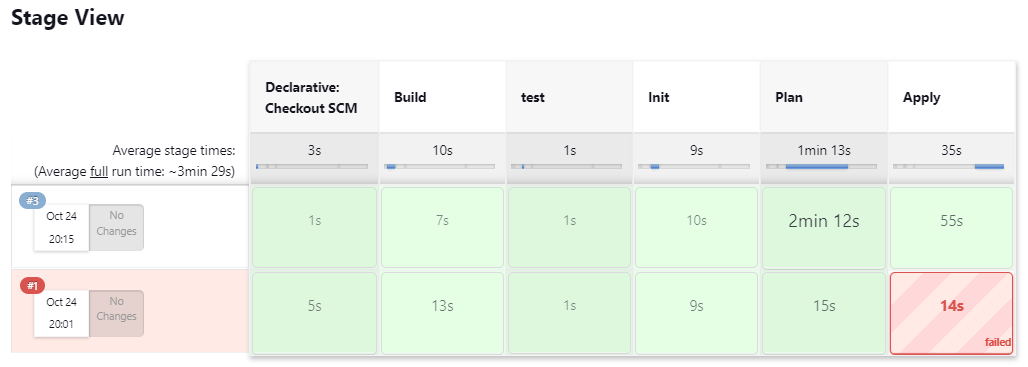 Stage View
Declarative:
Checkout SCM
Build
test
Init
Plan
Apply
Average stage times:
(Average full run time: ~3min 29s)
3s
10s
1s
9s
1min 13s
35s
#3
Oct 24
20:15
No
Changes
1s
7s
1s
10s
2min 12s
55s
#1
Oct 24
20:01
No
Changes
5s
13s
1s
9s
15s
14s
failed